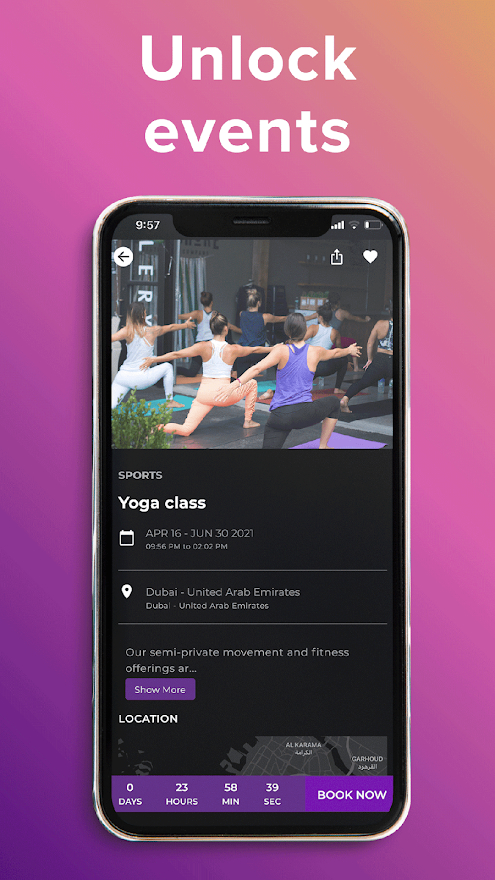 Unlock
events
9:57
LLERY
SPORTS
Yoga class
APR 16 - JUN 30 2021
09:56 PM to 02:02 PM
Dubai - United Arab Emirates
Dubai - United Arab Emirates
Our semi-private movement and fitness
offerings ar...
Show More
LOCATION
AL KARAMA
الكرامة
GARHOUD
القرهود
0 23 58 39
DAYS HOURS MIN SEC
BOOK NOW